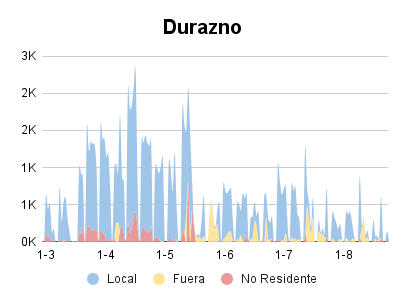 Durazno
3K
2K
2K
1K
1K
0K
1-3 1-4 1-5 1-6 1-7 1-8
Local Fuera No Residente